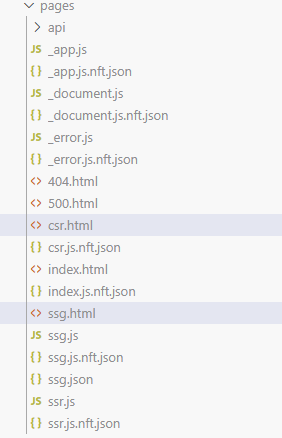 pages
api
JS _app.js
{} _app.js.nft.json
JS _document.js
{} _document.js.nft.json
JS _error.js
{} _error.js.nft.json
<> 404.html
<> 500.html
<> csr.html
{} csr.js.nft.json
<> index.html
{} index.js.nft.json
<> ssg.html
JS ssg.js
{} ssg.js.nft.json
{} ssg.json
JS ssr.js
{} ssr.js.nft.json